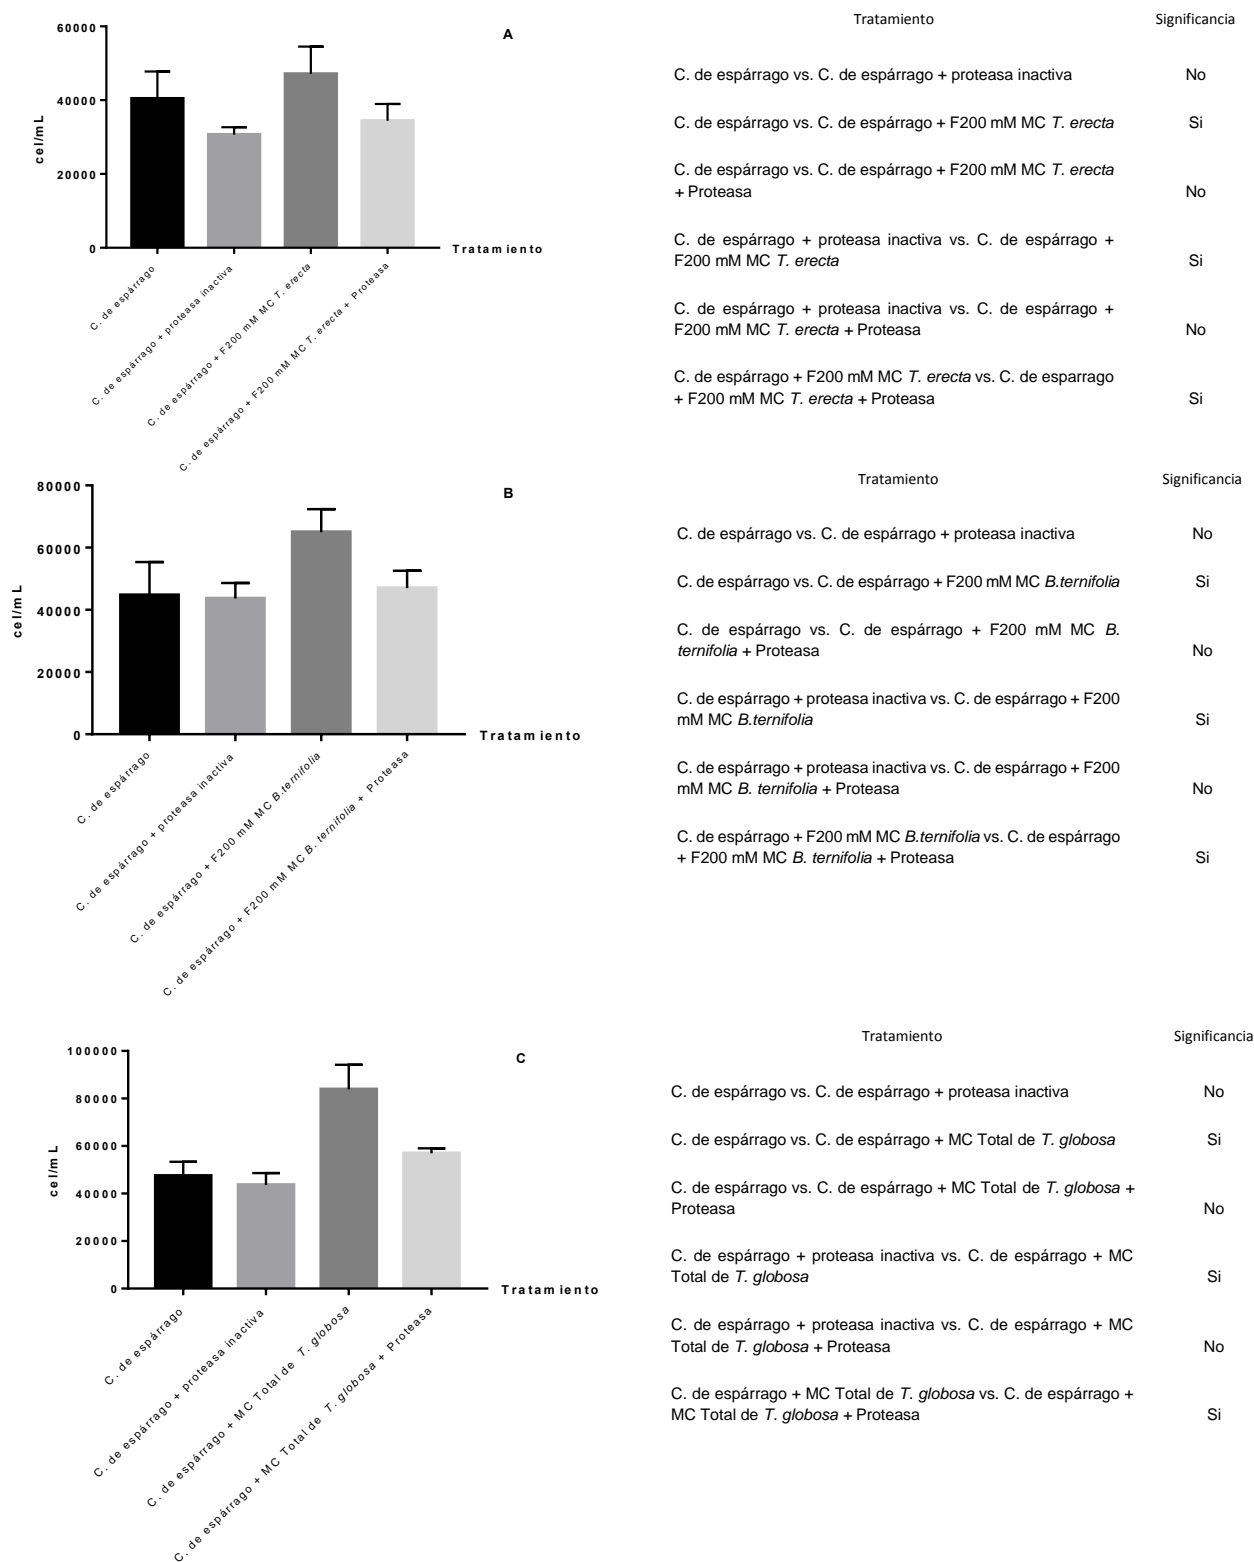 A
60000
40000
20000
0
cel/mL
Tratamiento
C. de espárrago
C. de espárrago + proteasa inactiva
C. de espárrago + F200 mM MC T. erecta
C. de espárrago + F200 mM MC T. erecta + Proteasa
Tratamiento Significancia
C. de espárrago vs. C. de espárrago + proteasa inactiva No
C. de espárrago vs. C. de espárrago + F200 mM MC T. erecta Si
C. de espárrago vs. C. de espárrago + F200 mM MC T. erecta
+ Proteasa No
C. de espárrago + proteasa inactiva vs. C. de espárrago +
F200 mM MC T. erecta Si
C. de espárrago + proteasa inactiva vs. C. de espárrago +
F200 mM MC T. erecta + Proteasa No
C. de espárrago + F200 mM MC T. erecta vs. C. de esparrago
+ F200 mM MC T. erecta + Proteasa Si
B
80000
60000
40000
20000
0
cel/mL
Tratamiento
C. de espárrago
C. de espárrago + proteasa inactiva
C. de espárrago + F200 mM MC B.ternifolia
C. de espárrago + F200 mM MC B. ternifolia + Proteasa
Tratamiento Significancia
C. de espárrago vs. C. de espárrago + proteasa inactiva No
C. de espárrago vs. C. de espárrago + F200 mM MC B.ternifolia Si
C. de espárrago vs. C. de espárrago + F200 mM MC B.
ternifolia + Proteasa No
C. de espárrago + proteasa inactiva vs. C. de espárrago + F200
mM MC B.ternifolia Si
C. de espárrago + proteasa inactiva vs. C. de espárrago + F200
mM MC B. ternifolia + Proteasa No
C. de espárrago + F200 mM MC B.ternifolia vs. C. de espárrago
+ F200 mM MC B. ternifolia + Proteasa Si
C
100000
80000
60000
40000
20000
0
cel/mL
Tratamiento
C. de espárrago
C. de espárrago + proteasa inactiva
C. de espárrago + MC Total de T. globosa
C. de espárrago + MC Total de T. globosa + Proteasa
Tratamiento Significancia
C. de espárrago vs. C. de espárrago + proteasa inactiva No
C. de espárrago vs. C. de espárrago + MC Total de T. globosa Si
C. de espárrago vs. C. de espárrago + MC Total de T. globosa +
Proteasa No
C. de espárrago + proteasa inactiva vs. C. de espárrago + MC
Total de T. globosa Si
C. de espárrago + proteasa inactiva vs. C. de espárrago + MC
Total de T. globosa + Proteasa No
C. de espárrago + MC Total de T. globosa vs. C. de espárrago +
MC Total de T. globosa + Proteasa Si